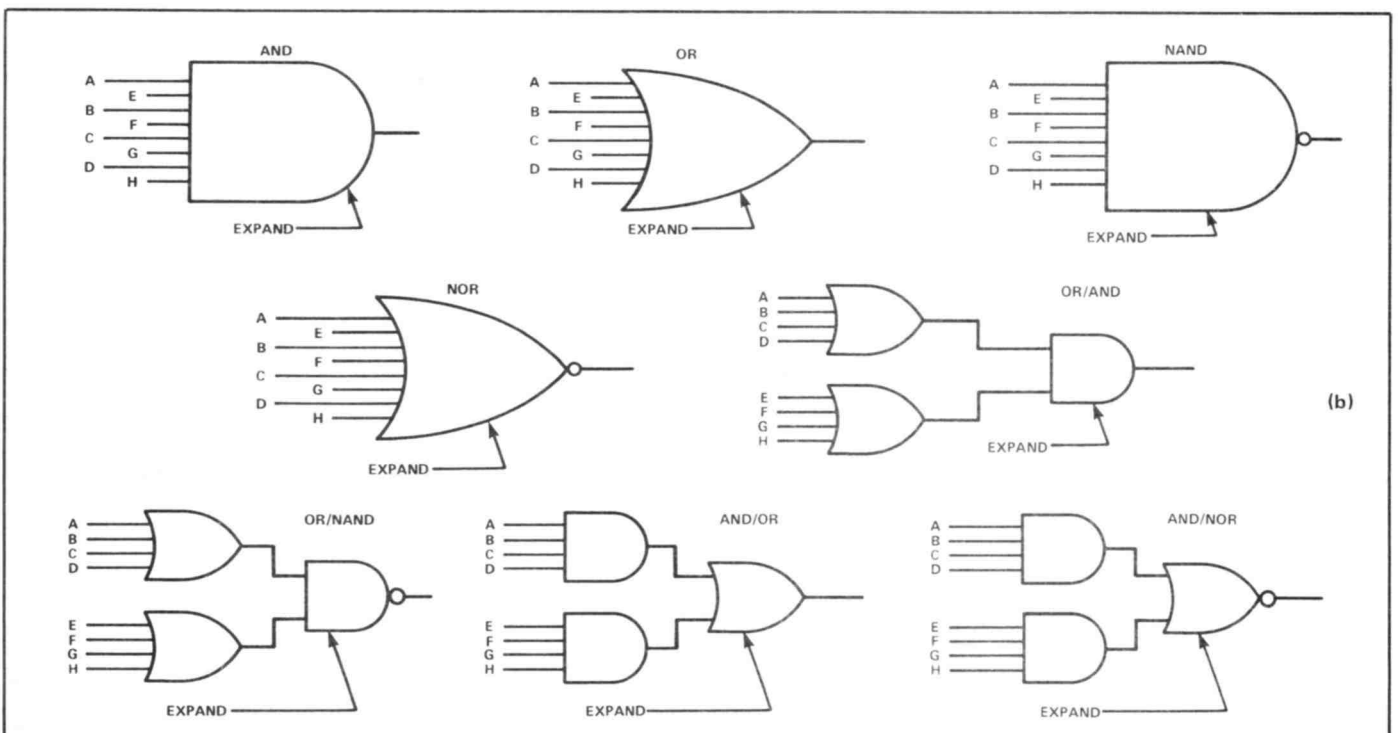 AND
A
E
B
F
C
G
D
H
EXPAND
OR
A
E
B
F
C
G
D
H
EXPAND
NAND
A
E
B
F
C
G
D
H
EXPAND
NOR
A
E
B
F
C
G
D
H
EXPAND
OR/AND
A
B
C
D
E
F
G
H
EXPAND
(b)
OR/NAND
A
B
C
D
E
F
G
H
EXPAND
AND/OR
A
B
C
D
E
F
G
H
EXPAND
AND/NOR
A
B
C
D
E
F
G
H
EXPAND